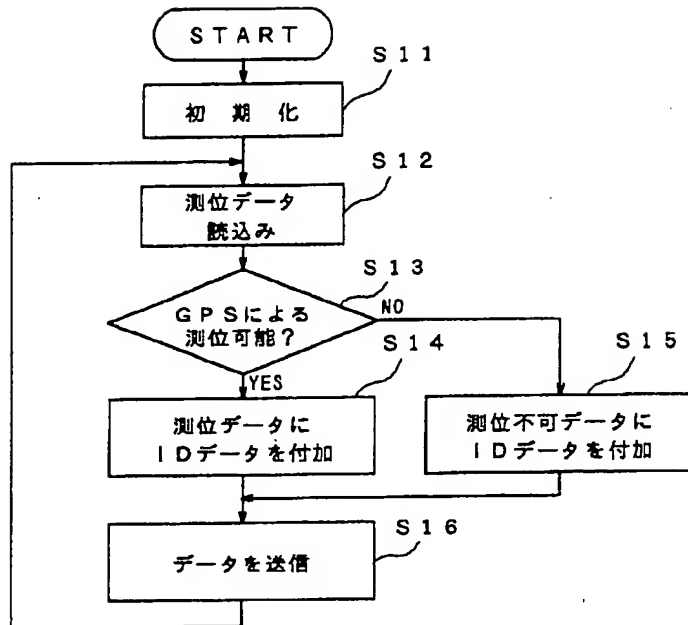 START
S11
初期化
S12
測位データ
読込み
S13
GPSによる
測位可能？
NO
S14
S15
YES
測位データに
IDデータを付加
測位不可データに
IDデータを付加
S16
データを送信